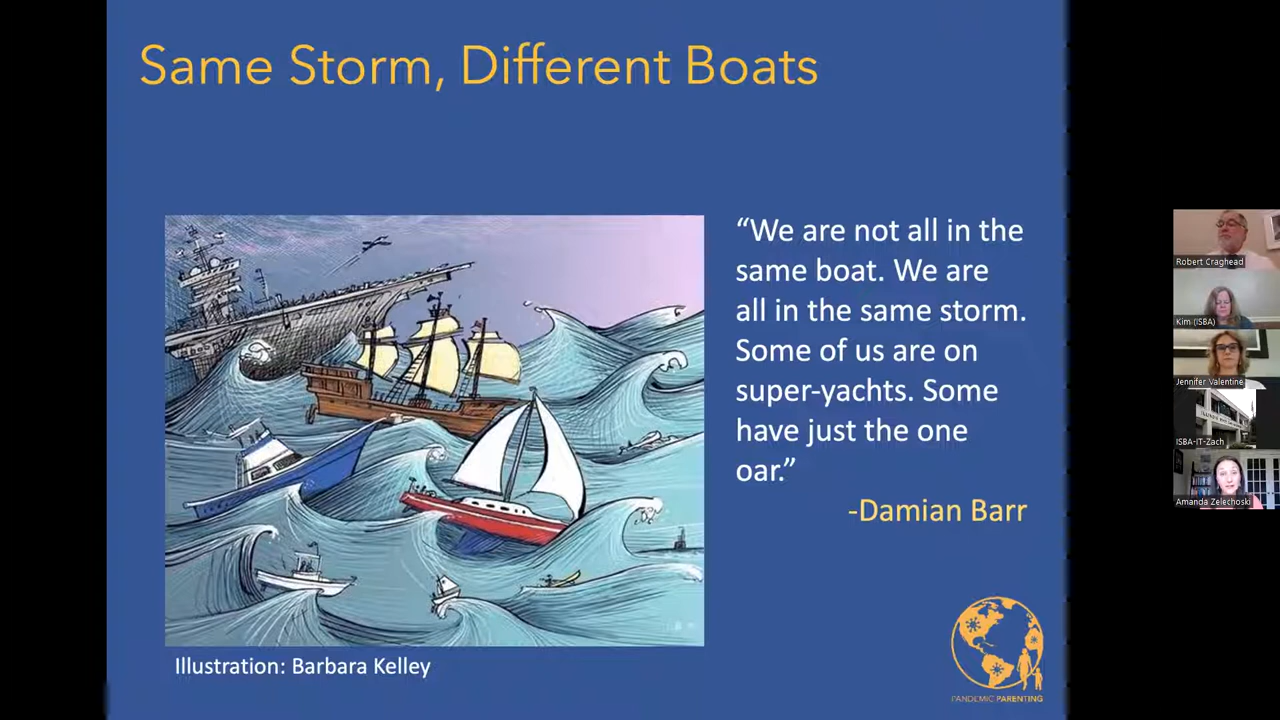 Same Storm, Different Boats
“We are not all in the
same boat. We are
all in the same storm.
Some of us are on
super-yachts. Some
have just the one
oar.”
-Damian Barr
Illustration: Barbara Kelley
PANDEMIC PARENTING
Robert Craghead
Kim (ISBA)
Jennifer Valentine
ISBA-IT-Zach
Amanda Zelechoski